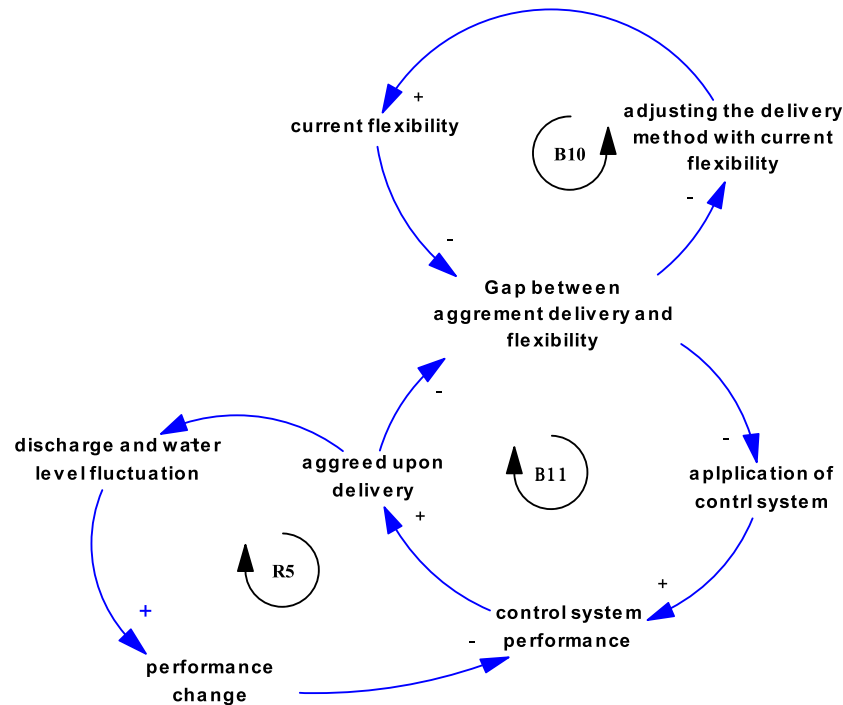 +
current flexibility
adjusting the delivery
method with current
flexibility
B10
-
-
Gap between
aggrement delivery and
flexibility
-
-
discharge and water
level fluctuation
-
aggreed upon
delivery
B11
aplplication of
contrl system
+
R5
+
+
control system
performance
-
performance
change